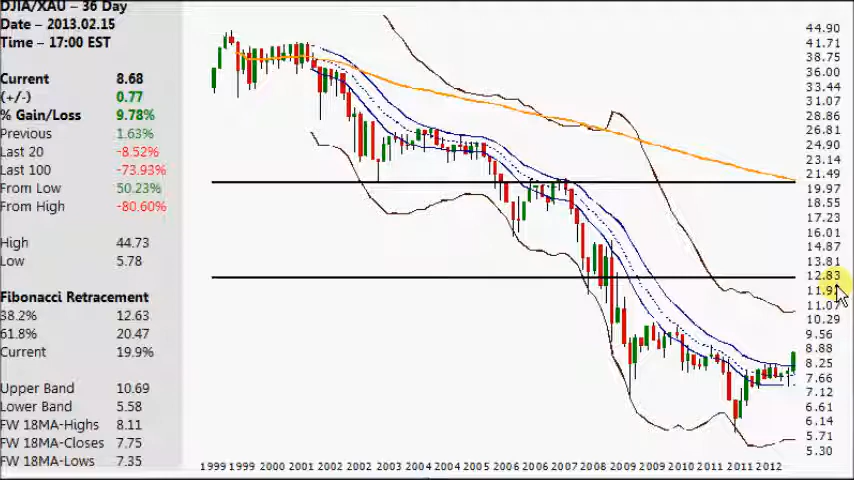 DJIA/XAU – 36 Day
Date – 2013.02.15
Time – 17:00 EST
Current 8.68
(+/-) 0.77
% Gain/Loss 9.78%
Previous 1.63%
Last 20 -8.52%
Last 100 -73.93%
From Low 50.23%
From High -80.60%
High 44.73
Low 5.78
Fibonacci Retracement
38.2% 12.63
61.8% 20.47
Current 19.9%
Upper Band 10.69
Lower Band 5.58
FW 18MA-Highs 8.11
FW 18MA-Closes 7.75
FW 18MA-Lows 7.35
44.90
41.71
38.75
36.00
33.44
31.07
28.86
26.81
24.90
23.14
21.49
19.97
18.55
17.23
16.01
14.87
13.81
12.83
11.07
10.29
9.56
8.88
8.25
7.66
7.12
6.61
6.14
5.71
5.30
1999 1999 2000 2001 2002 2003 2004 2004 2005 2006 2007 2008 2009 2009 2010 2011 2011 2012